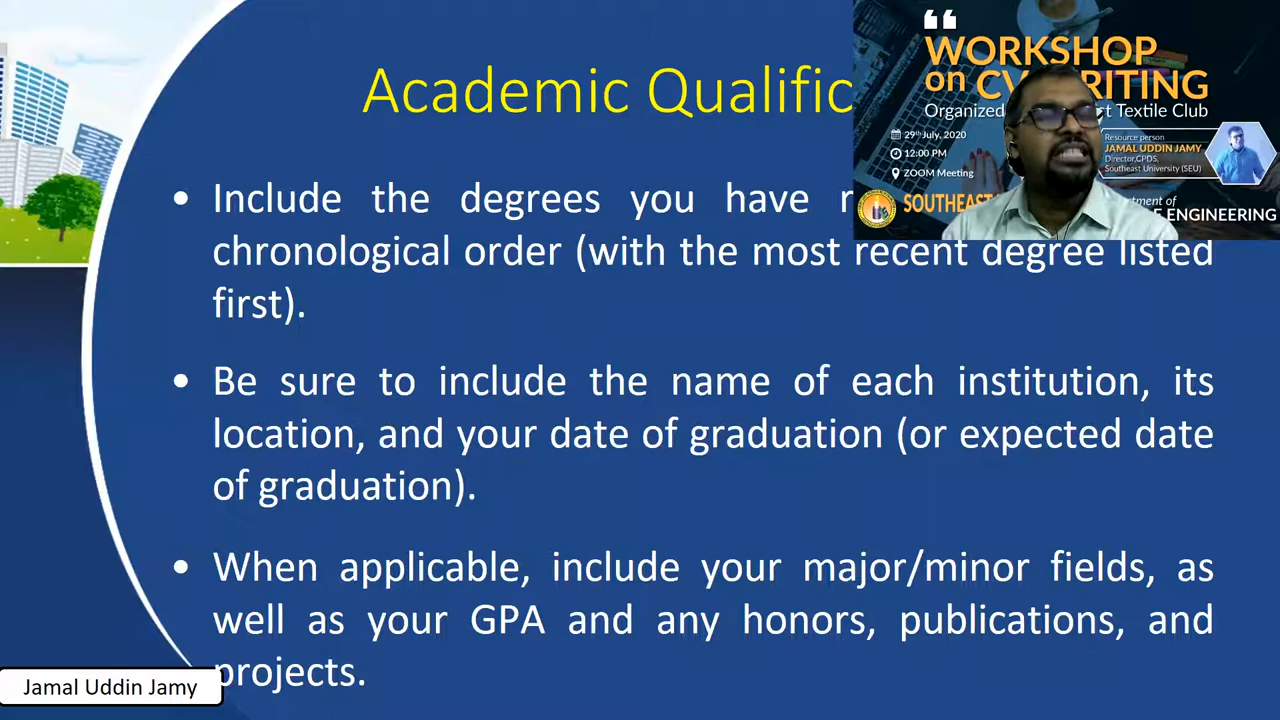 Academic Qualific
• Include the degrees you have
chronological order (with the most recent degree listed
first).
• Be sure to include the name of each institution, its
location, and your date of graduation (or expected date
of graduation).
• When applicable, include your major/minor fields, as
well as your GPA and any honors, publications, and
projects.
Jamal Uddin Jamy
❝
WORKSHOP
on CV WRITING
Organized
t Textile Club
29th July, 2020
12:00 PM
ZOOM Meeting
Resource person
JAMAL UDDIN JAMY
Director,CPDS,
Southeast University (SEU)
SOUTHEAST
ENGINEERING